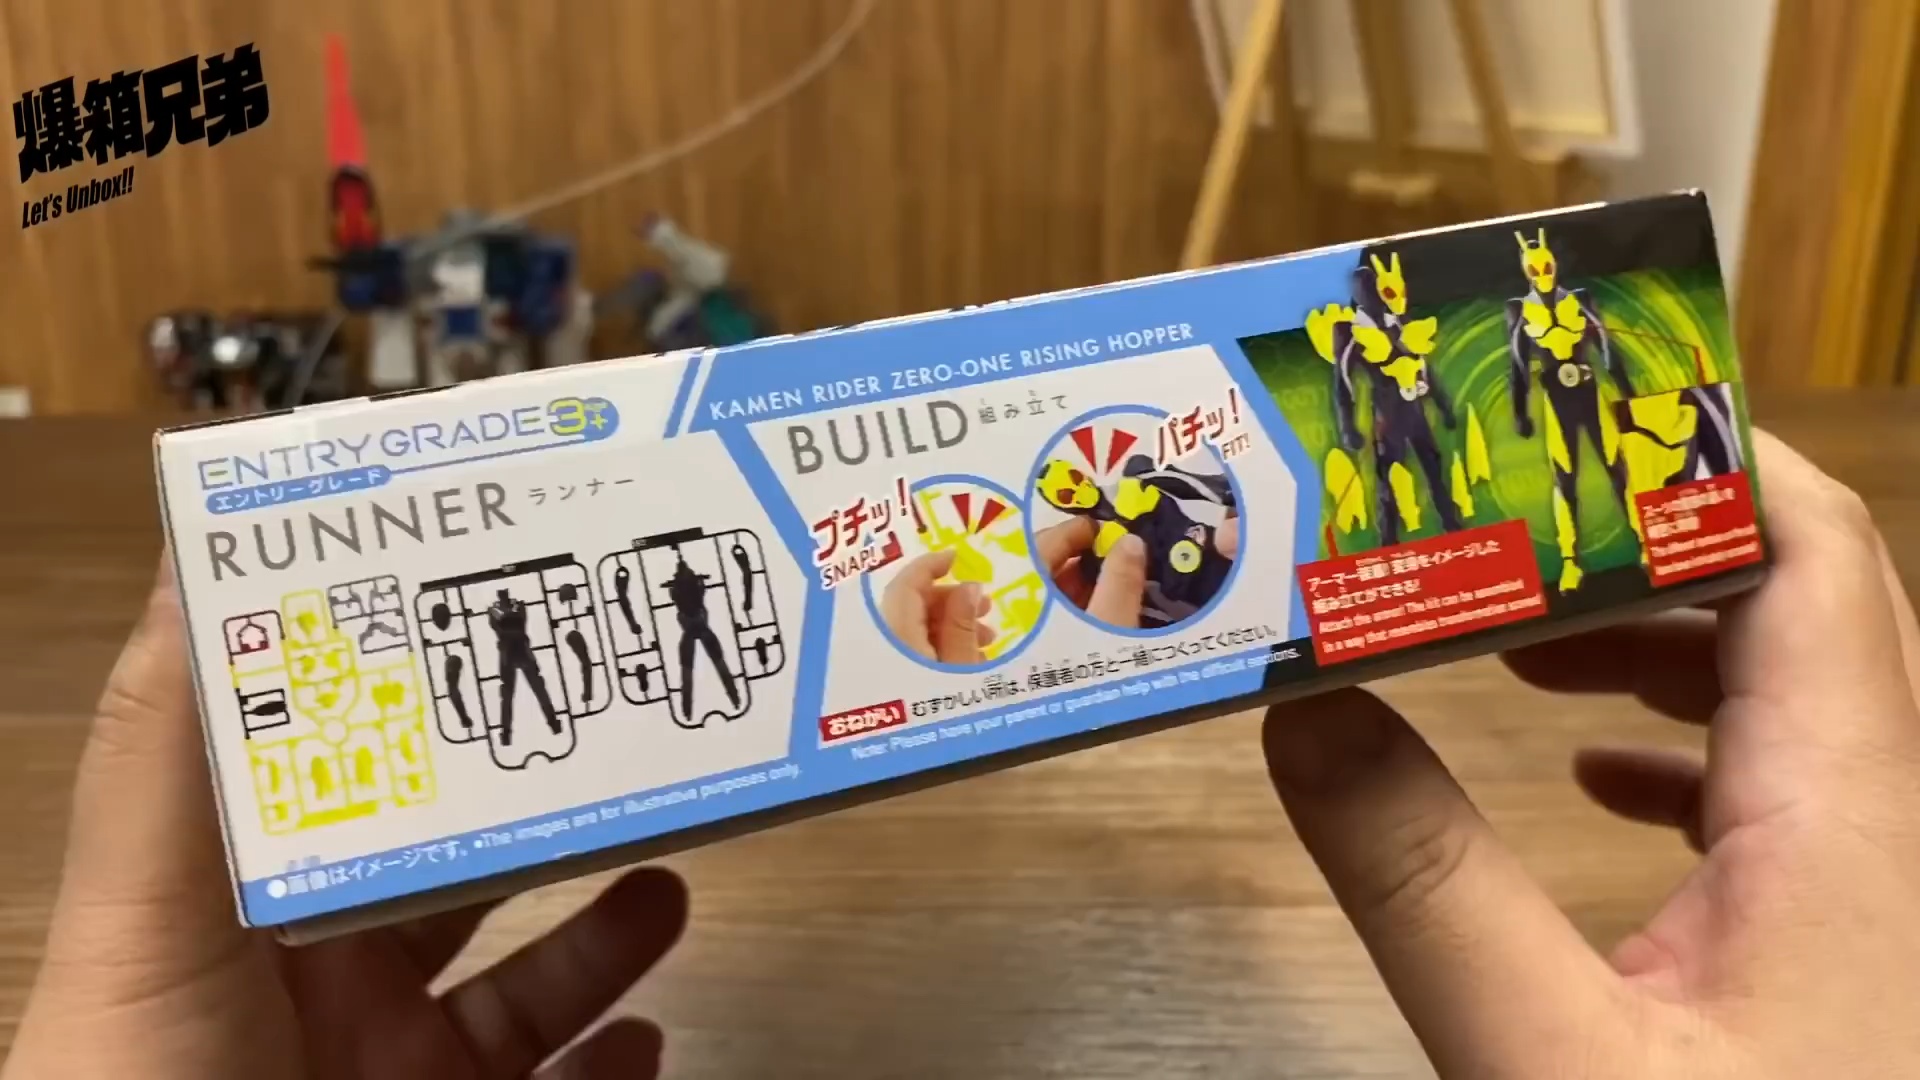 爆箱兄弟
Let's Unbox!!
ENTRY GRADE 3+
エントリーグレード
RUNNER ランナー
●画像はイメージです。 •The images are for illustrative purposes only.
KAMEN RIDER ZERO-ONE RISING HOPPER
BUILD 組み立て
プチッ!
SNAP!
パチッ!
FIT!
おねがい むずかしい所は、保護者の方と一緒につくってください。
Note: Please have your parent or guardian help with the difficult sections.
アーマー装着!変身をイメージした
組み立てができる!
Attach the armor! The kit can be assembled
in a way that resembles transformation scenes!